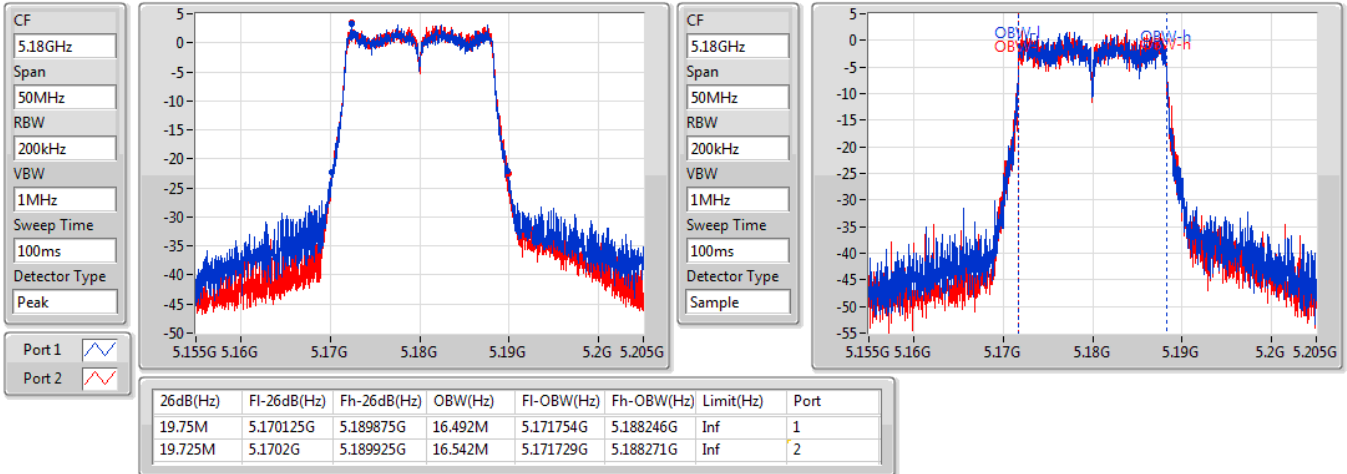 CF
5.18GHz
Span
50MHz
RBW
200kHz
VBW
1MHz
Sweep Time
100ms
Detector Type
Peak
Port 1
Port 2
5
0
-5
-10
-15
-20
-25
-30
-35
-40
-45
-50
5.155G 5.16G 5.17G 5.18G 5.19G 5.2G 5.205G
CF
5.18GHz
Span
50MHz
RBW
200kHz
VBW
1MHz
Sweep Time
100ms
Detector Type
Sample
5
0
-5
-10
-15
-20
-25
-30
-35
-40
-45
-50
-55
OBW-l OBW-h
5.155G 5.16G 5.17G 5.18G 5.19G 5.2G 5.205G
26dB(Hz) Fl-26dB(Hz) Fh-26dB(Hz) OBW(Hz) Fl-OBW(Hz) Fh-OBW(Hz) Limit(Hz) Port
19.75M 5.170125G 5.189875G 16.492M 5.171754G 5.188246G Inf 1
19.725M 5.1702G 5.189925G 16.542M 5.171729G 5.188271G Inf 2